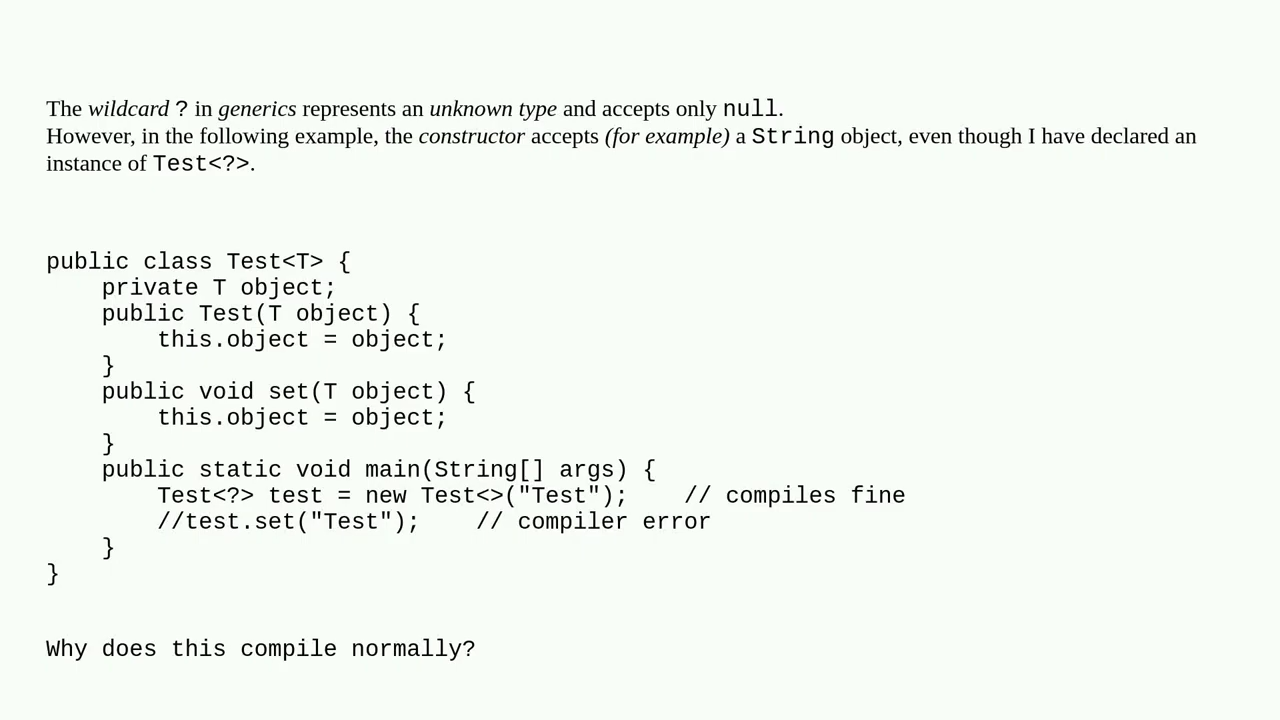 The wildcard ? in generics represents an unknown type and accepts only null.
However, in the following example, the constructor accepts (for example) a String object, even though I have declared an
instance of Test<?>.
public class Test<T> {
    private T object;
    public Test(T object) {
        this.object = object;
    }
    public void set(T object) {
        this.object = object;
    }
    public static void main(String[] args) {
        Test<?> test = new Test<>("Test");    // compiles fine
        //test.set("Test");    // compiler error
    }
}
Why does this compile normally?